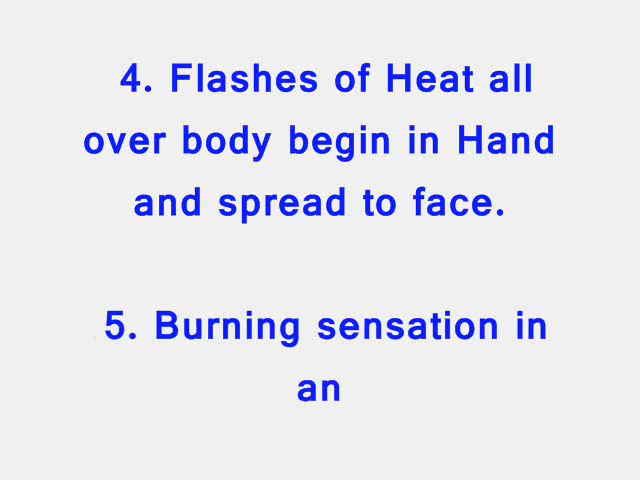 4. Flashes of Heat all
over body begin in Hand
and spread to face.
5. Burning sensation in
an